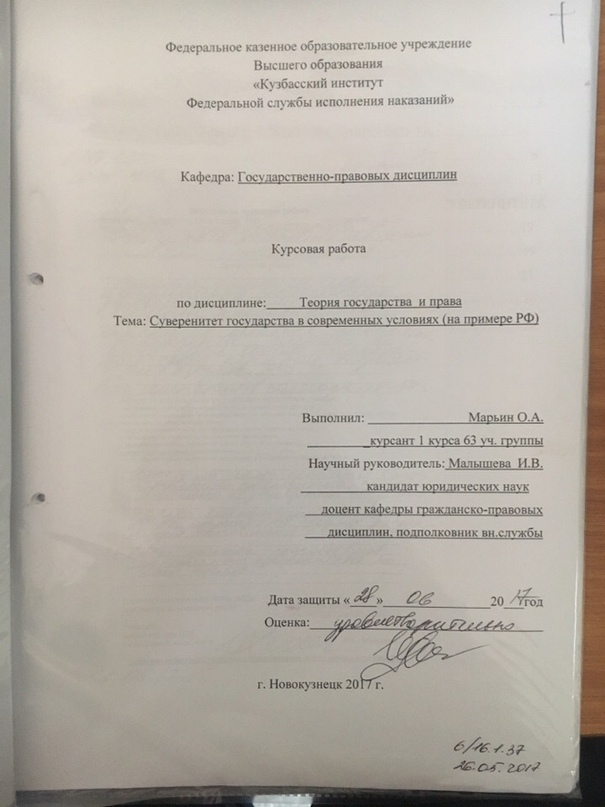 Федеральное казенное образовательное учреждение
Высшего образования
«Кузбасский институт
Федеральной службы исполнения наказаний»
Кафедра: Государственно-правовых дисциплин
Курсовая работа
по дисциплине: Теория государства и права
Тема: Суверенитет государства в современных условиях (на примере РФ)
Выполнил: Марьин О.А.
курсант 1 курса 63 уч. группы
Научный руководитель: Малышева И.В.
кандидат юридических наук
доцент кафедры гражданско-правовых
дисциплин, подполковник вн.службы
Дата защиты «28» 06 2017год
Оценка: удовлетворительно
г. Новокузнецк 2017 г.
6/16.1.37
26.05.2017